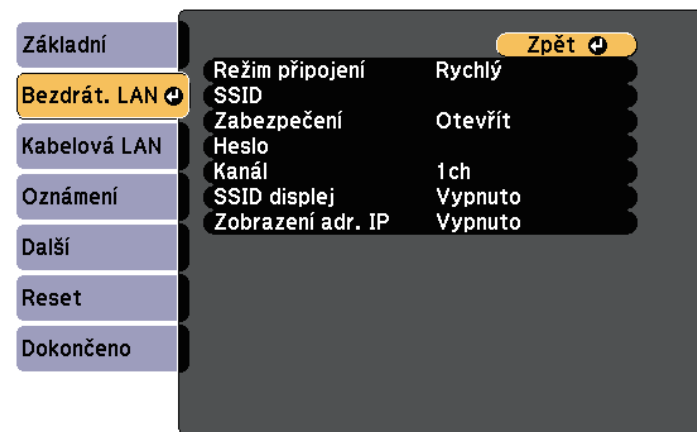 Základní
Bezdrát. LAN
Kabelová LAN
Oznámení
Další
Reset
Dokončeno
Zpět
Režim připojení Rychlý
SSID
Zabezpečení Otevřít
Heslo
Kanál 1ch
SSID displej Vypnuto
Zobrazení adr. IP Vypnuto